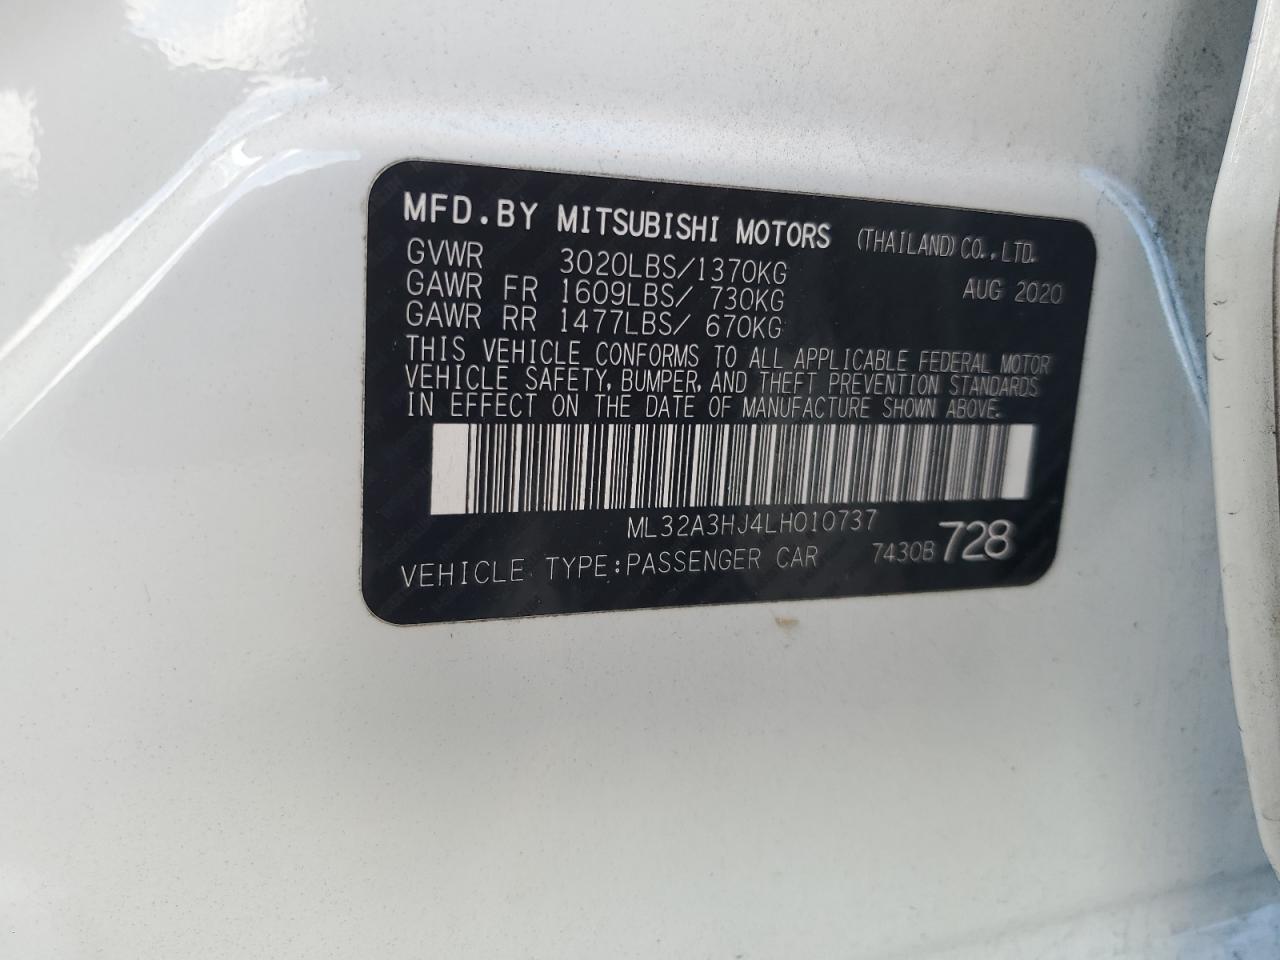 MFD.BY MITSUBISHI MOTORS (THAILAND) CO., LTD.
GVWR 3020LBS/1370KG AUG 2020
GAWR FR 1609LBS/ 730KG
GAWR RR 1477LBS/ 670KG
THIS VEHICLE CONFORMS TO ALL APPLICABLE FEDERAL MOTOR
VEHICLE SAFETY, BUMPER, AND THEFT PREVENTION STANDARDS
IN EFFECT ON THE DATE OF MANUFACTURE SHOWN ABOVE.
ML32A3HJ4LH010737
VEHICLE TYPE:PASSENGER CAR 7430B 728